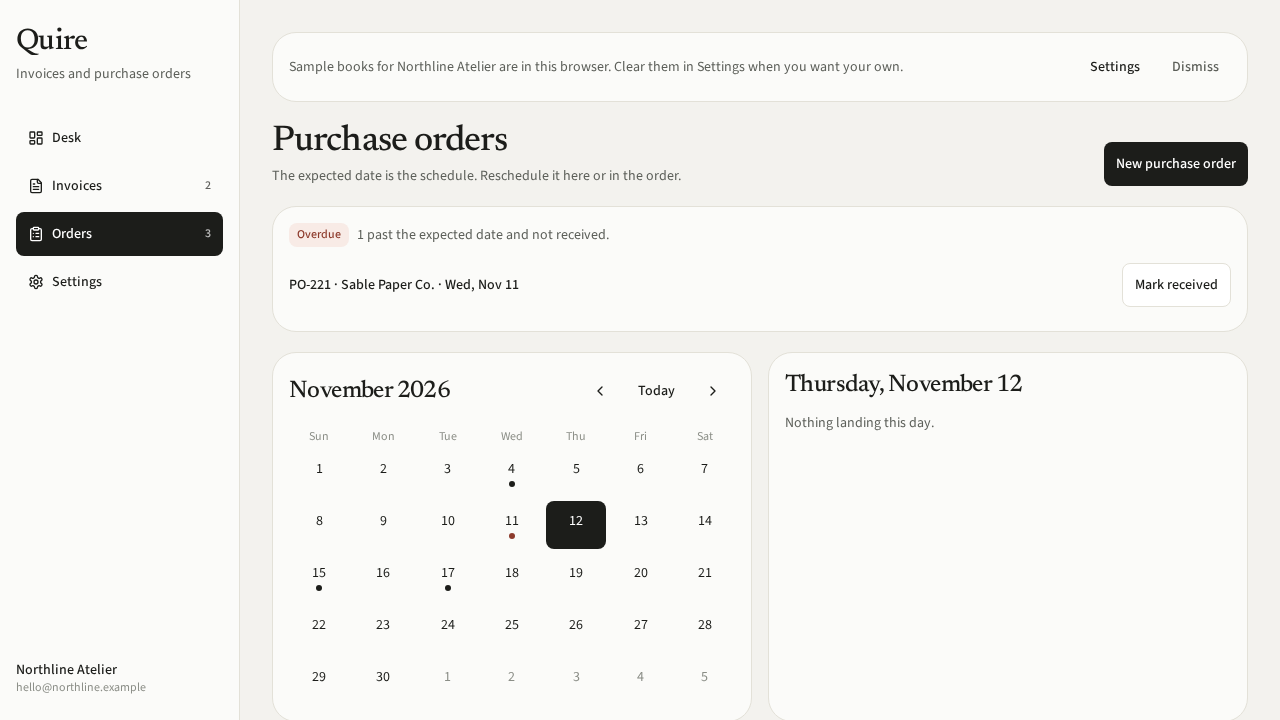 Quire
Invoices and purchase orders
Desk
Invoices 2
Orders 3
Settings
Northline Atelier
hello@northline.example
Sample books for Northline Atelier are in this browser. Clear them in Settings when you want your own.
Settings
Dismiss
Purchase orders
The expected date is the schedule. Reschedule it here or in the order.
New purchase order
Overdue 1 past the expected date and not received.
PO-221 · Sable Paper Co. · Wed, Nov 11
Mark received
November 2026
Today
Sun Mon Tue Wed Thu Fri Sat
1 2 3 4 5 6 7
8 9 10 11 12 13 14
15 16 17 18 19 20 21
22 23 24 25 26 27 28
29 30 1 2 3 4 5
Thursday, November 12
Nothing landing this day.